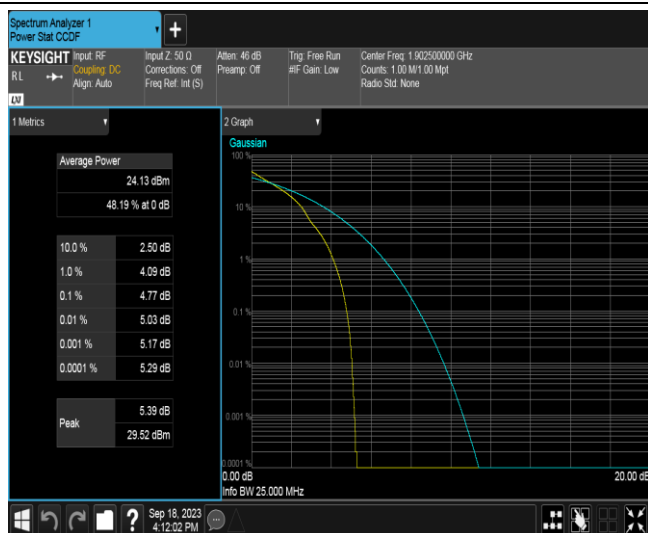 Spectrum Analyzer 1
Power Stat CCDF
+
KEYSIGHT
RL
LXI
Input: RF
Coupling: DC
Align: Auto
Input Z: 50 Ω
Corrections: Off
Freq Ref: Int (S)
Atten: 46 dB
Preamp: Off
Trig: Free Run
#IF Gain: Low
Center Freq: 1.902500000 GHz
Counts: 1.00 M/1.00 Mpt
Radio Std: None
1 Metrics
Average Power
24.13 dBm
48.19 % at 0 dB
10.0 % 2.50 dB
1.0 % 4.09 dB
0.1 % 4.77 dB
0.01 % 5.03 dB
0.001 % 5.17 dB
0.0001 % 5.29 dB
Peak
5.39 dB
29.52 dBm
2 Graph
Gaussian
100 %
10 %
1 %
0.1 %
0.01 %
0.001 %
0.0001 %
0.00 dB
20.00 dB
Info BW 25.000 MHz
?
Sep 18, 2023
4:12:02 PM